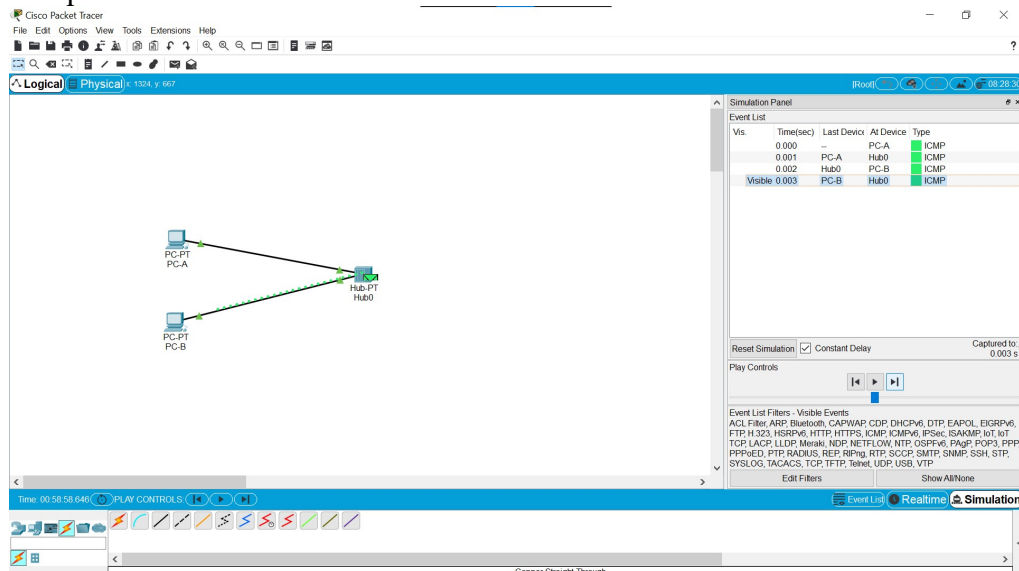 Cisco Packet Tracer
File Edit Options View Tools Extensions Help
?
Logical Physical x: 1324, y: 667 [Root] 08:28:30
Simulation Panel
Event List
Vis. Time(sec) Last Device At Device Type
0.000 -- PC-A ICMP
0.001 PC-A Hub0 ICMP
0.002 Hub0 PC-B ICMP
Visible 0.003 PC-B Hub0 ICMP
PC-PT
PC-A
Hub-PT
Hub0
PC-PT
PC-B
Reset Simulation Constant Delay
Captured to:
0.003 s
Play Controls
Event List Filters - Visible Events
ACL Filter, ARP, Bluetooth, CAPWAP, CDP, DHCPv6, DTP, EAPOL, EIGRPv6,
FTP, H.323, HSRPv6, HTTP, HTTPS, ICMP, ICMPv6, IPSec, ISAKMP, IoT, IoT
TCP, LACP, LLDP, Meraki, NDP, NETFLOW, NTP, OSPFv6, PAgP, POP3, PPP,
PPPoED, PTP, RADIUS, REP, RIPng, RTP, SCCP, SMTP, SNMP, SSH, STP,
SYSLOG, TACACS, TCP, TFTP, Telnet, UDP, USB, VTP
Edit Filters Show All/None
Time: 00:58:58.646 PLAY CONTROLS: Event List Realtime Simulation